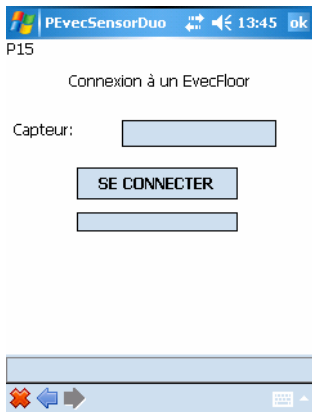 PEvecSensorDuo 13:45 ok
P15
Connexion à un EvecFloor
Capteur:
SE CONNECTER